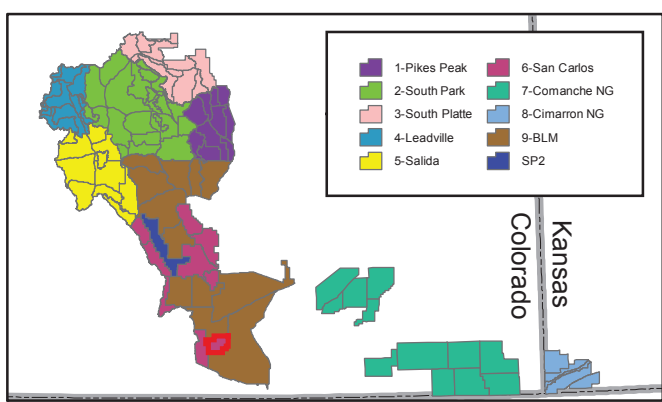 1-Pikes Peak
2-South Park
3-South Platte
4-Leadville
5-Salida
6-San Carlos
7-Comanche NG
8-Cimarron NG
9-BLM
SP2
Kansas
Colorado